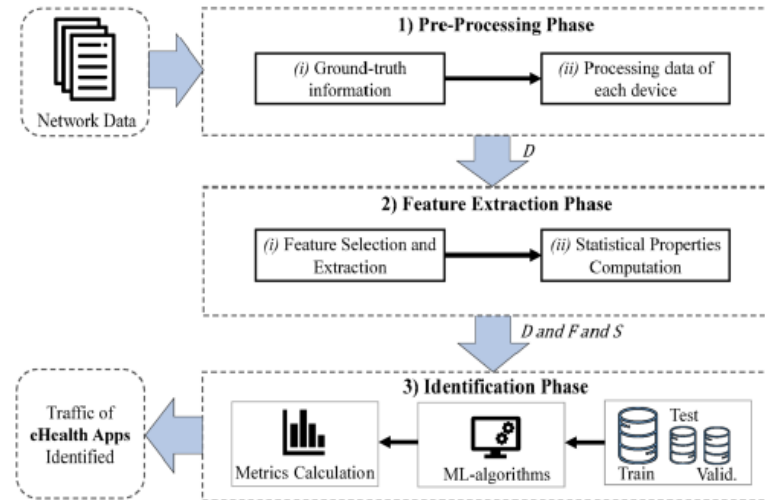 Network Data
1) Pre-Processing Phase
(i) Ground-truth
information
(ii) Processing data of
each device
D
2) Feature Extraction Phase
(i) Feature Selection and
Extraction
(ii) Statistical Properties
Computation
D and F and S
3) Identification Phase
Traffic of
eHealth Apps
Identified
Metrics Calculation
ML-algorithms
Test
Train
Valid.